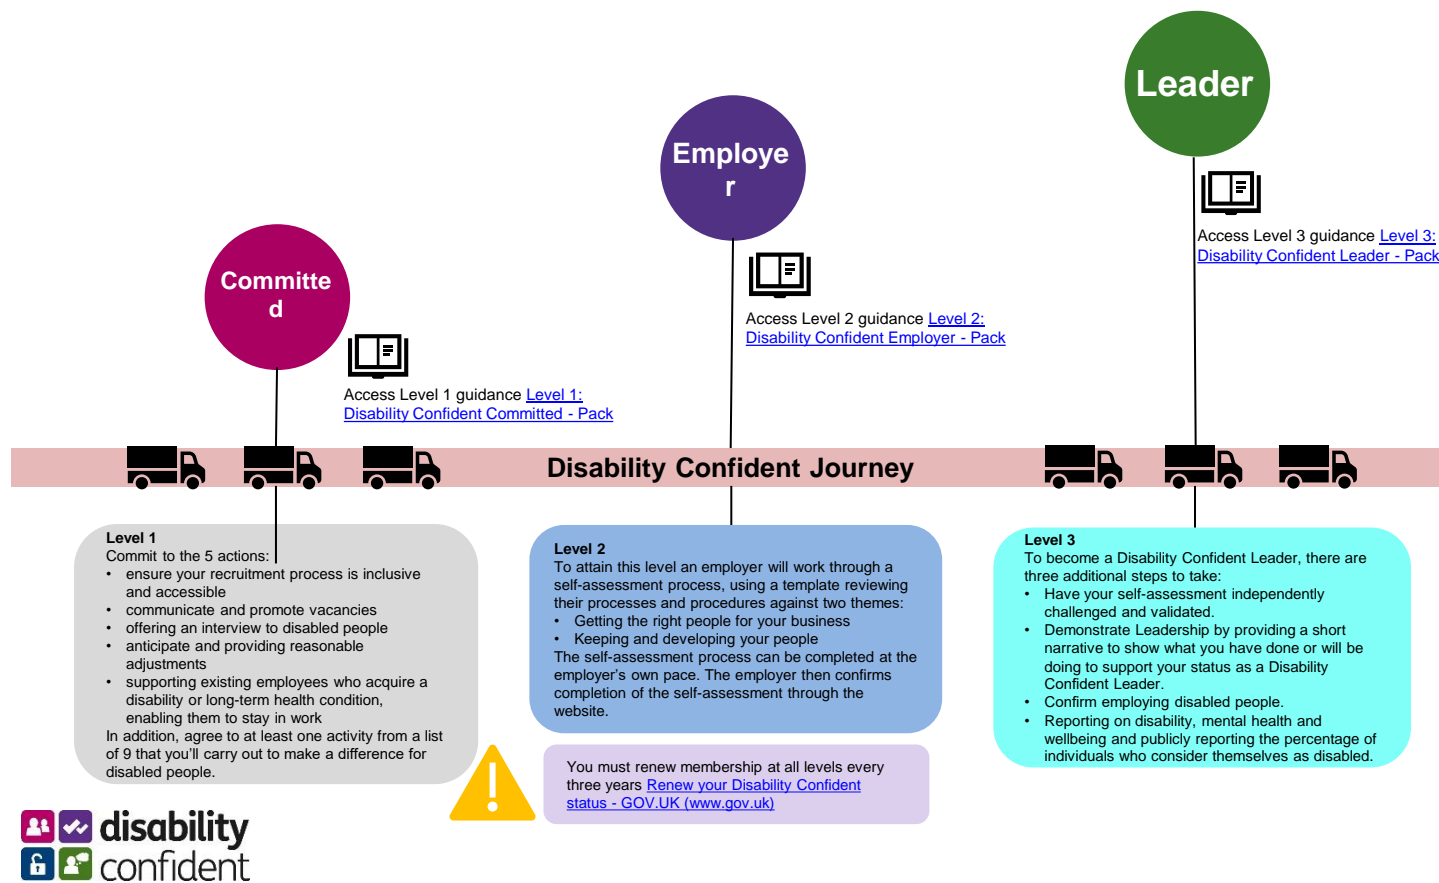 Leader
Employe
r
Access Level 3 guidance Level 3:
Disability Confident Leader - Pack
Committe
d
Access Level 2 guidance Level 2:
Disability Confident Employer - Pack
Access Level 1 guidance Level 1:
Disability Confident Committed - Pack
Disability Confident Journey
Level 1
Commit to the 5 actions:
• ensure your recruitment process is inclusive
and accessible
• communicate and promote vacancies
• offering an interview to disabled people
• anticipate and providing reasonable
adjustments
• supporting existing employees who acquire a
disability or long-term health condition,
enabling them to stay in work
In addition, agree to at least one activity from a list
of 9 that you'll carry out to make a difference for
disabled people.
Level 2
To attain this level an employer will work through a
self-assessment process, using a template reviewing
their processes and procedures against two themes:
• Getting the right people for your business
• Keeping and developing your people
The self-assessment process can be completed at the
employer's own pace. The employer then confirms
completion of the self-assessment through the
website.
Level 3
To become a Disability Confident Leader, there are
three additional steps to take:
• Have your self-assessment independently
challenged and validated.
• Demonstrate Leadership by providing a short
narrative to show what you have done or will be
doing to support your status as a Disability
Confident Leader.
• Confirm employing disabled people.
• Reporting on disability, mental health and
wellbeing and publicly reporting the percentage of
individuals who consider themselves as disabled.
You must renew membership at all levels every
three years Renew your Disability Confident
status - GOV.UK (www.gov.uk)
disability
confident